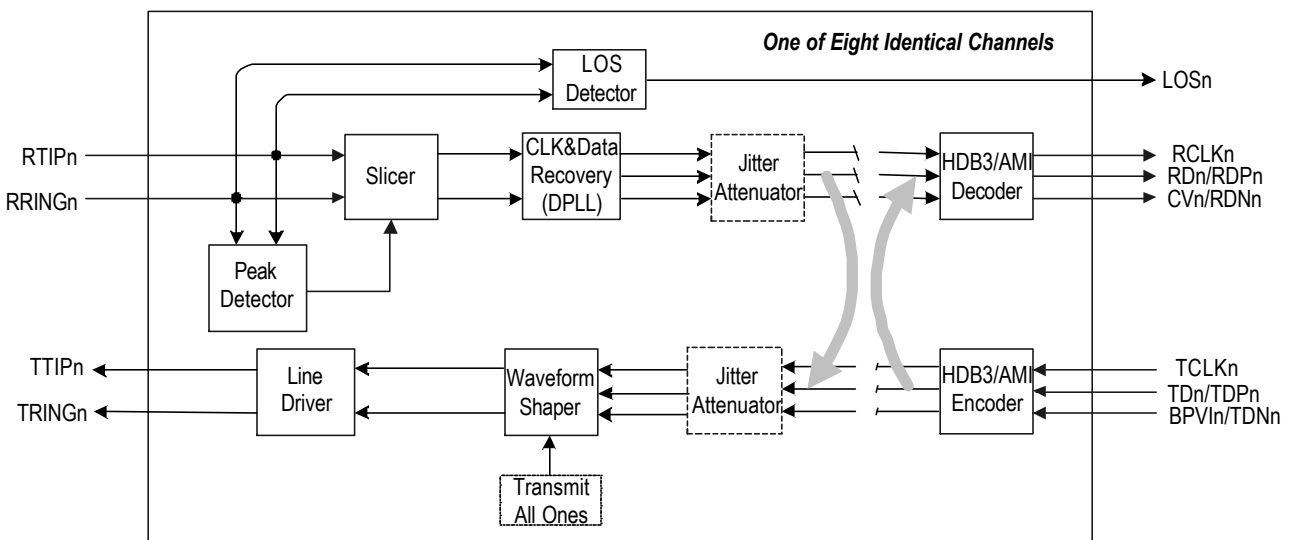 One of Eight Identical Channels
LOS
Detector
LOSn
RTIPn
RRINGn
Slicer
CLK&Data
Recovery
(DPLL)
Jitter
Attenuator
HDB3/AMI
Decoder
RCLKn
RDn/RDPn
CVn/RDNn
Peak
Detector
TTIPn
TRINGn
Line
Driver
Waveform
Shaper
Jitter
Attenuator
HDB3/AMI
Encoder
TCLKn
TDn/TDPn
BPVIn/TDNn
Transmit
All Ones